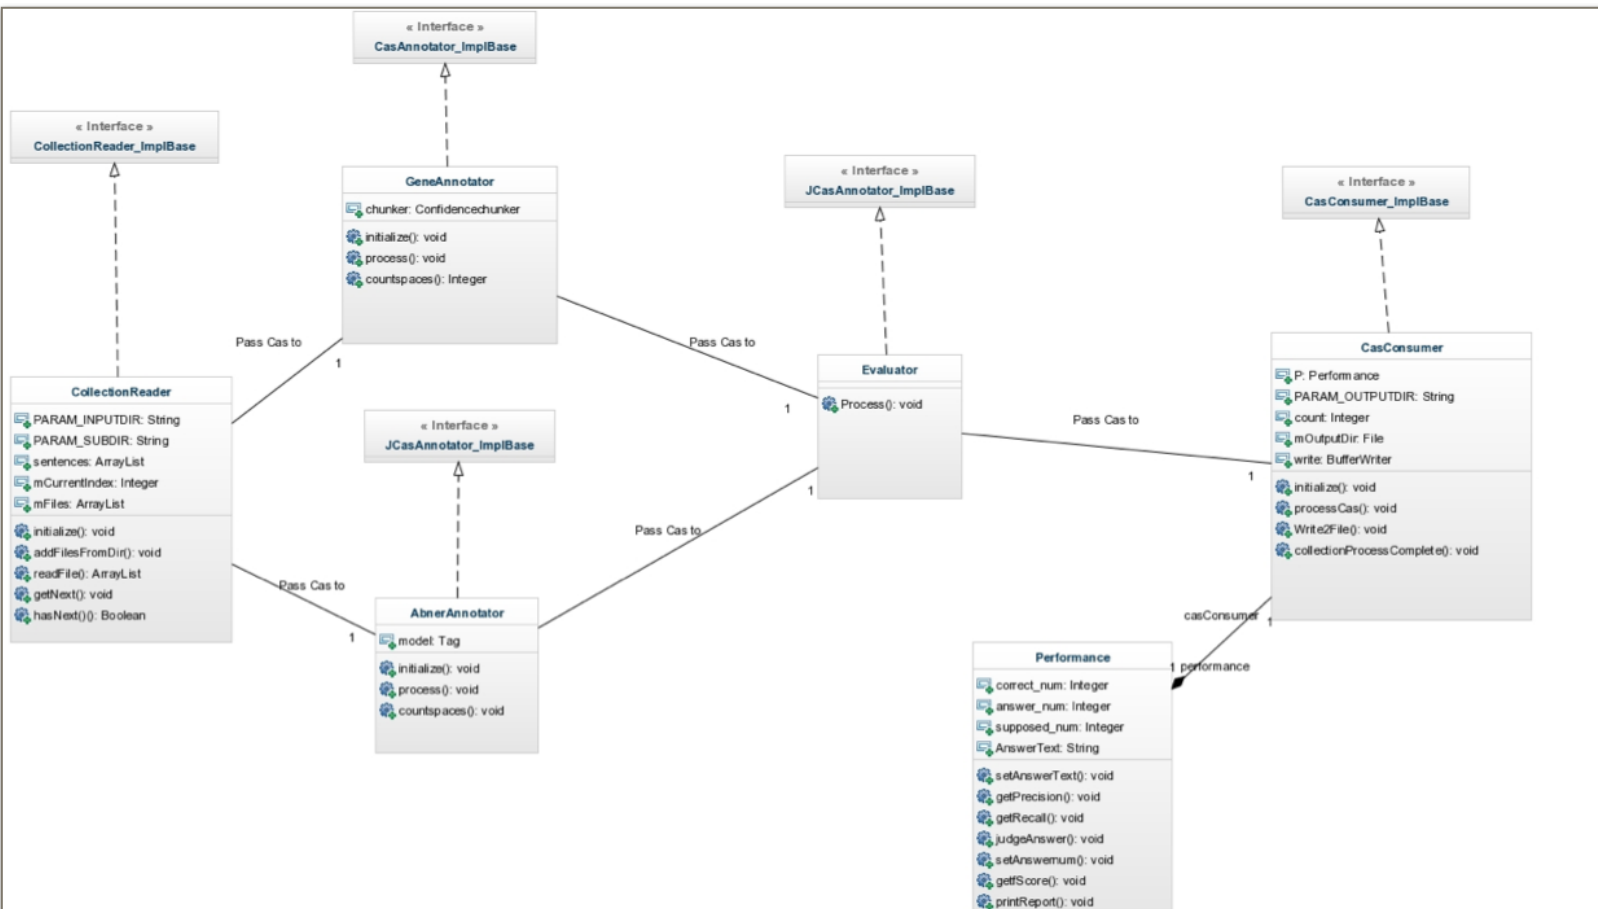 « Interface »
CasAnnotator_ImplBase
« Interface »
CollectionReader_ImplBase
GeneAnnotator
chunker: Confidencechunker
initialize(): void
process(): void
countspaces(): Integer
« Interface »
JCasAnnotator_ImplBase
« Interface »
CasConsumer_ImplBase
Pass Cas to
1
Pass Cas to
1
CollectionReader
PARAM_INPUTDIR: String
PARAM_SUBDIR: String
sentences: ArrayList
mCurrentIndex: Integer
mFiles: ArrayList
initialize(): void
addFilesFromDir(): void
readFile(): ArrayList
getNext(): void
hasNext()(): Boolean
« Interface »
JCasAnnotator_ImplBase
Evaluator
Process(): void
Pass Cas to
1
CasConsumer
P: Performance
PARAM_OUTPUTDIR: String
count: Integer
mOutputDir: File
write: BufferWriter
initialize(): void
processCas(): void
Write2File(): void
collectionProcessComplete(): void
Pass Cas to
1
Pass Cas to
1
AbnerAnnotator
model: Tag
initialize(): void
process(): void
countspaces(): void
casConsumer
1
1 performance
Performance
correct_num: Integer
answer_num: Integer
supposed_num: Integer
AnswerText: String
setAnswerText(): void
getPrecision(): void
getRecall(): void
judgeAnswer(): void
setAnswernum(): void
getfScore(): void
printReport(): void